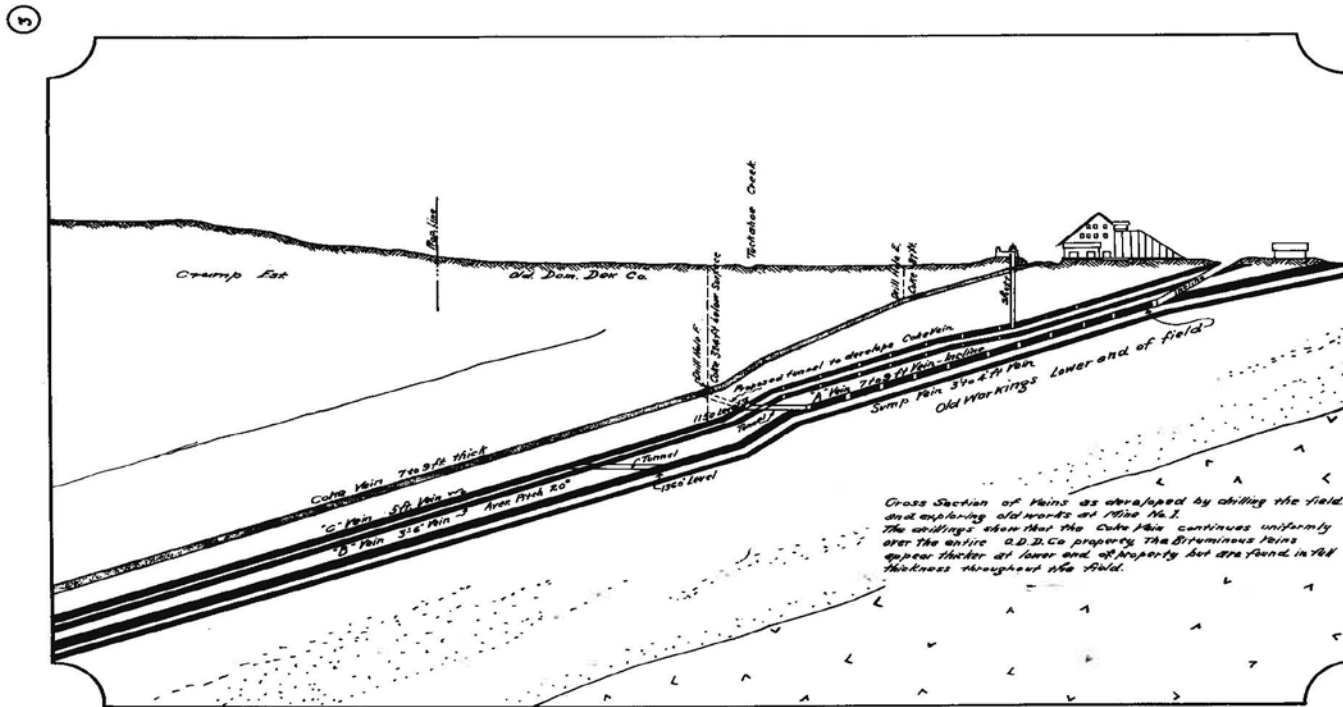 3
Prop. line
Tuckahoe Creek
Crump Est
Old. Dom. Dev Co.
Drill Hole E.
Coke 54 ft.
Shaft
Incline
Drill Hole F
Coke 384 ft below Surface
Proposed tunnel to develope Coke Vein
"A" Vein 7 to 9 ft Vein-Incline
Sump Vein 3 to 4 ft Vein
Old Workings Lower end of field
1150 Level
Tunnel
Coke Vein 7 to 9 ft thick
Tunnel
1360 Level
"C" Vein 5 ft. Vein
"B" Vein 3'6" Vein Aver. Pitch 20°
Cross Section of Veins as developed by drilling the field
and exploring old works at Mine No.1.
The drillings show that the Coke Vein continues uniformly
over the entire O.D.D.Co property. The Bituminous Veins
appear thicker at lower end of property but are found in full
thickness throughout the field.